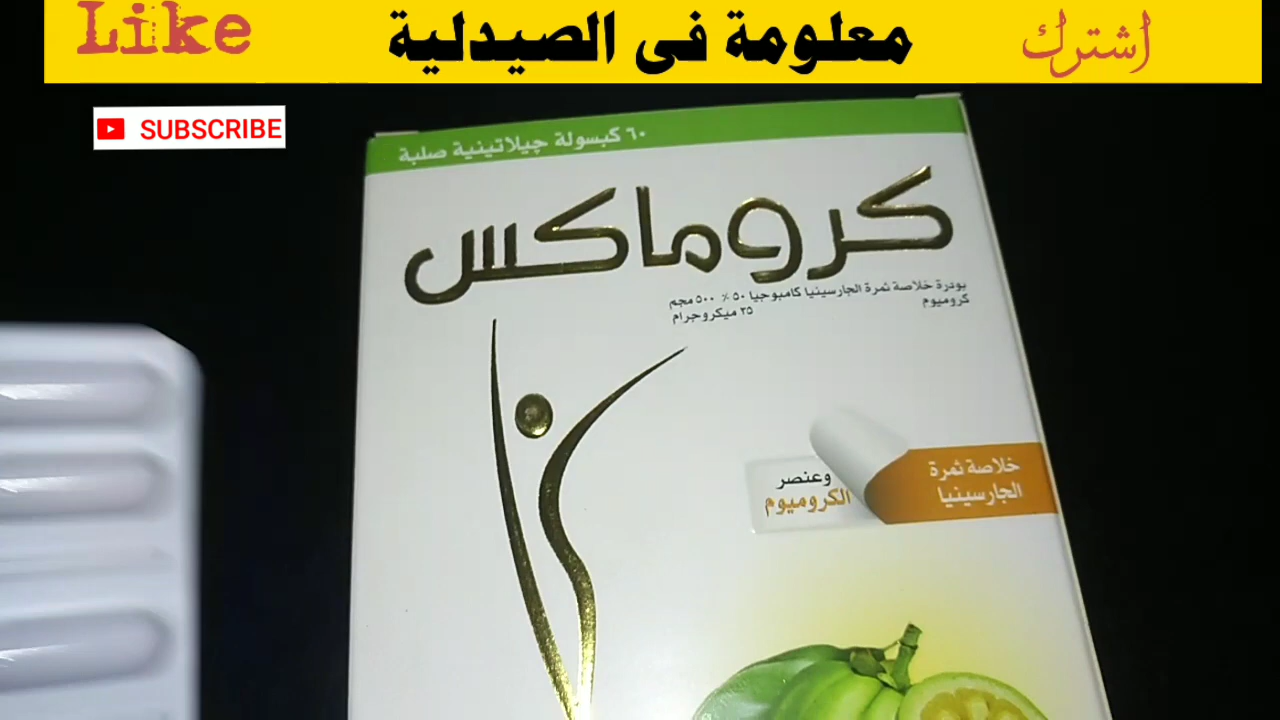 Like معلومة فى الصيدلية اشترك
SUBSCRIBE
٦٠ كبسولة جيلاتينية صلبة
كروماكس
بودرة خلاصة ثمرة الجارسينيا كامبوجيا ٥٠ ٪ ٥٠٠ مجم
كروميوم ٢٥ ميكروجرام
خلاصة ثمرة
الجارسينيا
وعنصر
الكروميوم